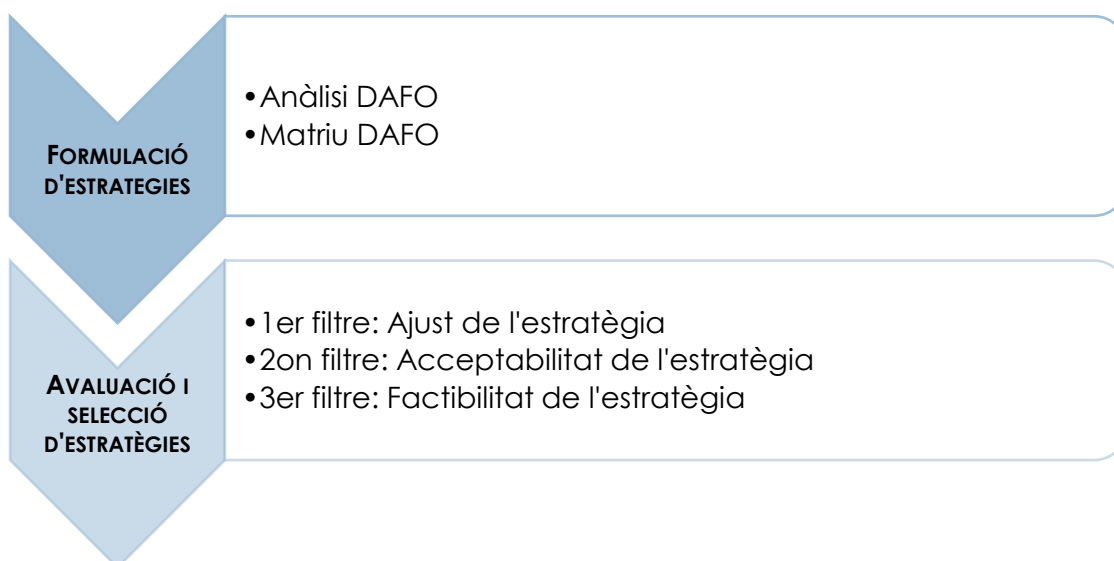 FORMULACIÓ
D'ESTRATEGIES
•Anàlisi DAFO
•Matriu DAFO
AVALUACIÓ I
SELECCIÓ
D'ESTRATÈGIES
•1er filtre: Ajust de l'estratègia
•2on filtre: Acceptabilitat de l'estratègia
•3er filtre: Factibilitat de l'estratègia